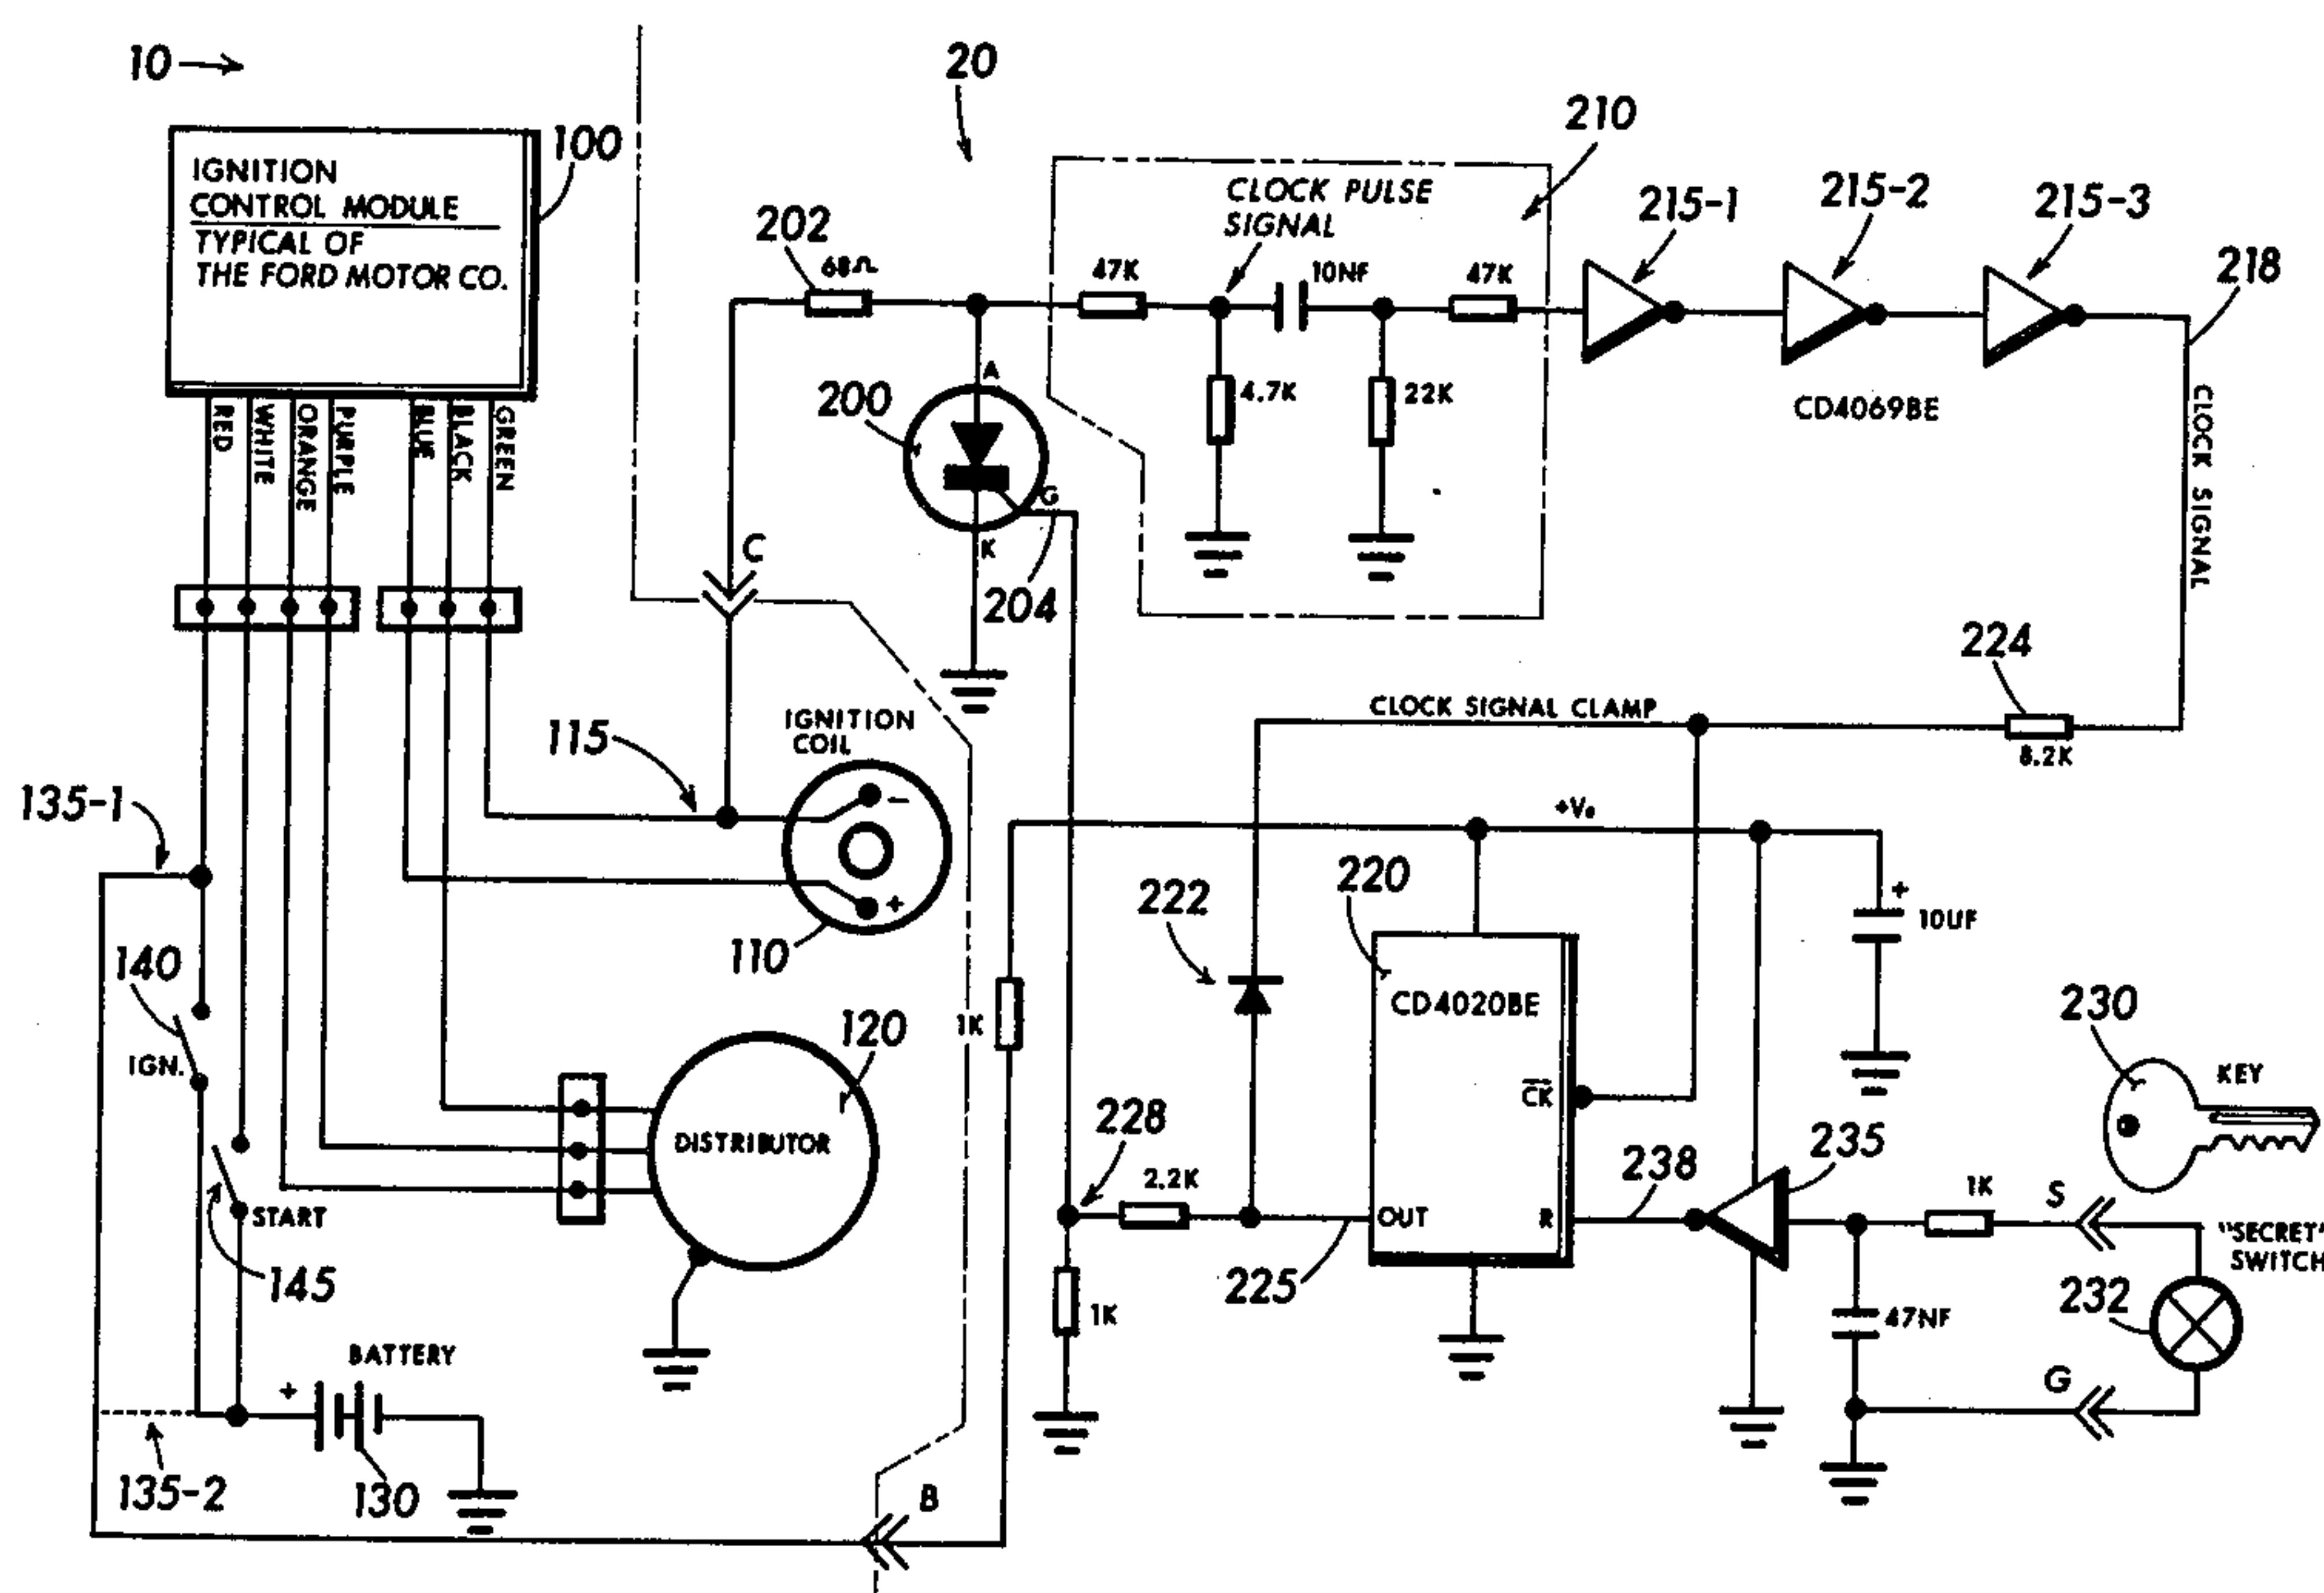 10
20
100
IGNITION
CONTROL MODULE
TYPICAL OF
THE FORD MOTOR CO.
RED
WHITE
ORANGE
PURPLE
BLUE
BLACK
GREEN
202
68Ω
CLOCK PULSE
SIGNAL
210
47K
10NF
47K
4.7K
22K
215-1
215-2
215-3
CD4069BE
218
CLOCK SIGNAL
200
A
G
K
204
C
224
8.2K
CLOCK SIGNAL CLAMP
115
IGNITION
COIL
−
+
110
135-1
140
IGN.
START
145
120
DISTRIBUTOR
BATTERY
+
130
135-2
B
1K
+Vs
220
CD4020BE
CK
OUT
R
222
225
228
2.2K
1K
+
10UF
230
KEY
235
238
1K
S
"SECRET"
SWITCH
232
47NF
G